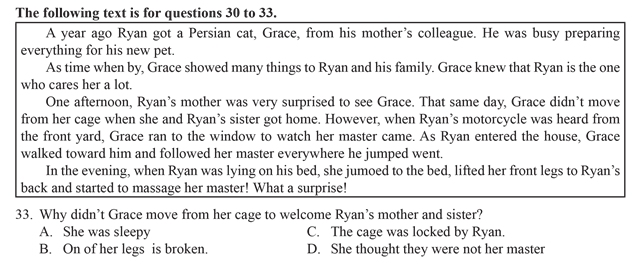 The following text is for questions 30 to 33.
A year ago Ryan got a Persian cat, Grace, from his mother's colleague. He was busy preparing
everything for his new pet.
As time when by, Grace showed many things to Ryan and his family. Grace knew that Ryan is the one
who cares her a lot.
One afternoon, Ryan's mother was very surprised to see Grace. That same day, Grace didn't move
from her cage when she and Ryan's sister got home. However, when Ryan's motorcycle was heard from
the front yard, Grace ran to the window to watch her master came. As Ryan entered the house, Grace
walked toward him and followed her master everywhere he jumped went.
In the evening, when Ryan was lying on his bed, she jumoed to the bed, lifted her front legs to Ryan's
back and started to massage her master! What a surprise!
33. Why didn't Grace move from her cage to welcome Ryan's mother and sister?
A. She was sleepy C. The cage was locked by Ryan.
B. On of her legs is broken. D. She thought they were not her master